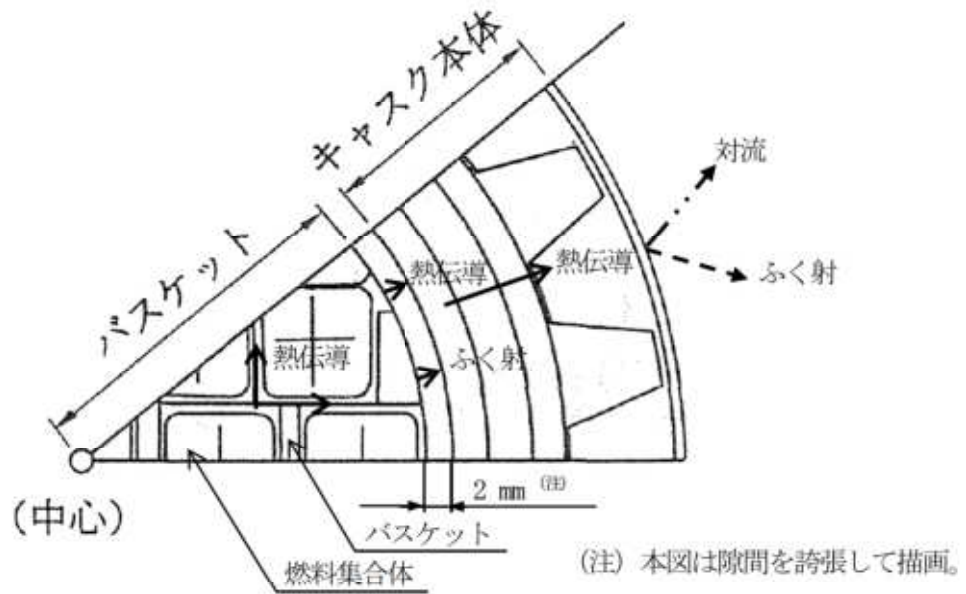 キャスク本体
バスケット
対流
ふく射
熱伝導
熱伝導
熱伝導
ふく射
(中心)
2 mm (注)
バスケット
燃料集合体
(注) 本図は隙間を誇張して描画。